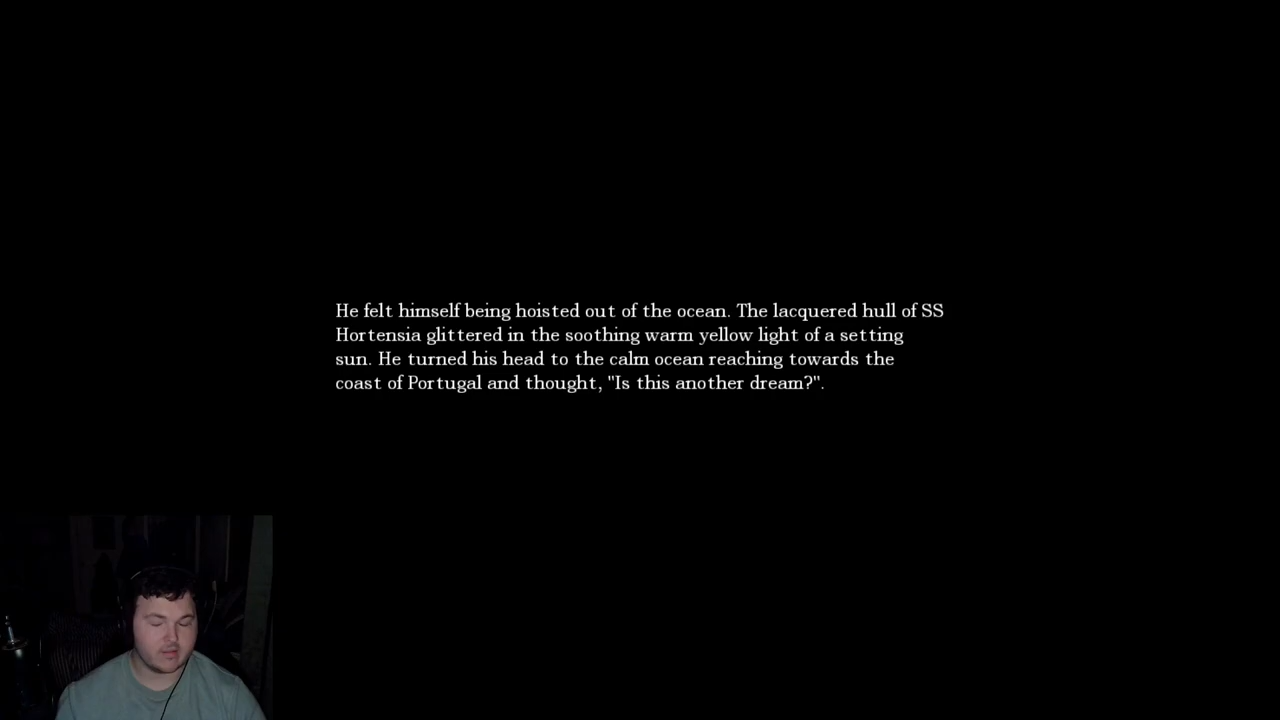 He felt himself being hoisted out of the ocean. The lacquered hull of SS
Hortensia glittered in the soothing warm yellow light of a setting
sun. He turned his head to the calm ocean reaching towards the
coast of Portugal and thought, "Is this another dream?".